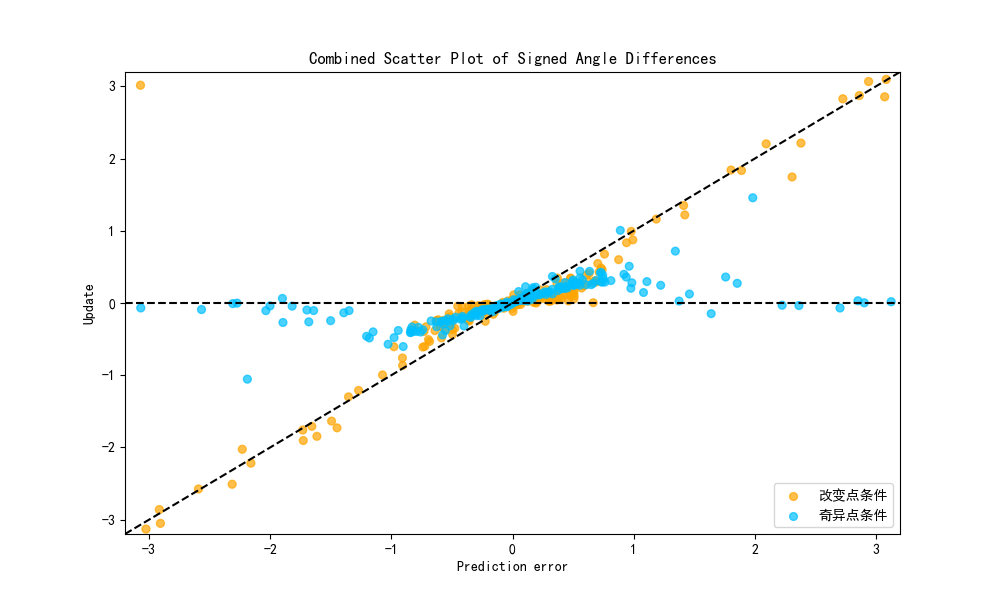 Combined Scatter Plot of Signed Angle Differences
3
2
1
0
−1
−2
−3
Update
−3 −2 −1 0 1 2 3
Prediction error
改变点条件
奇异点条件